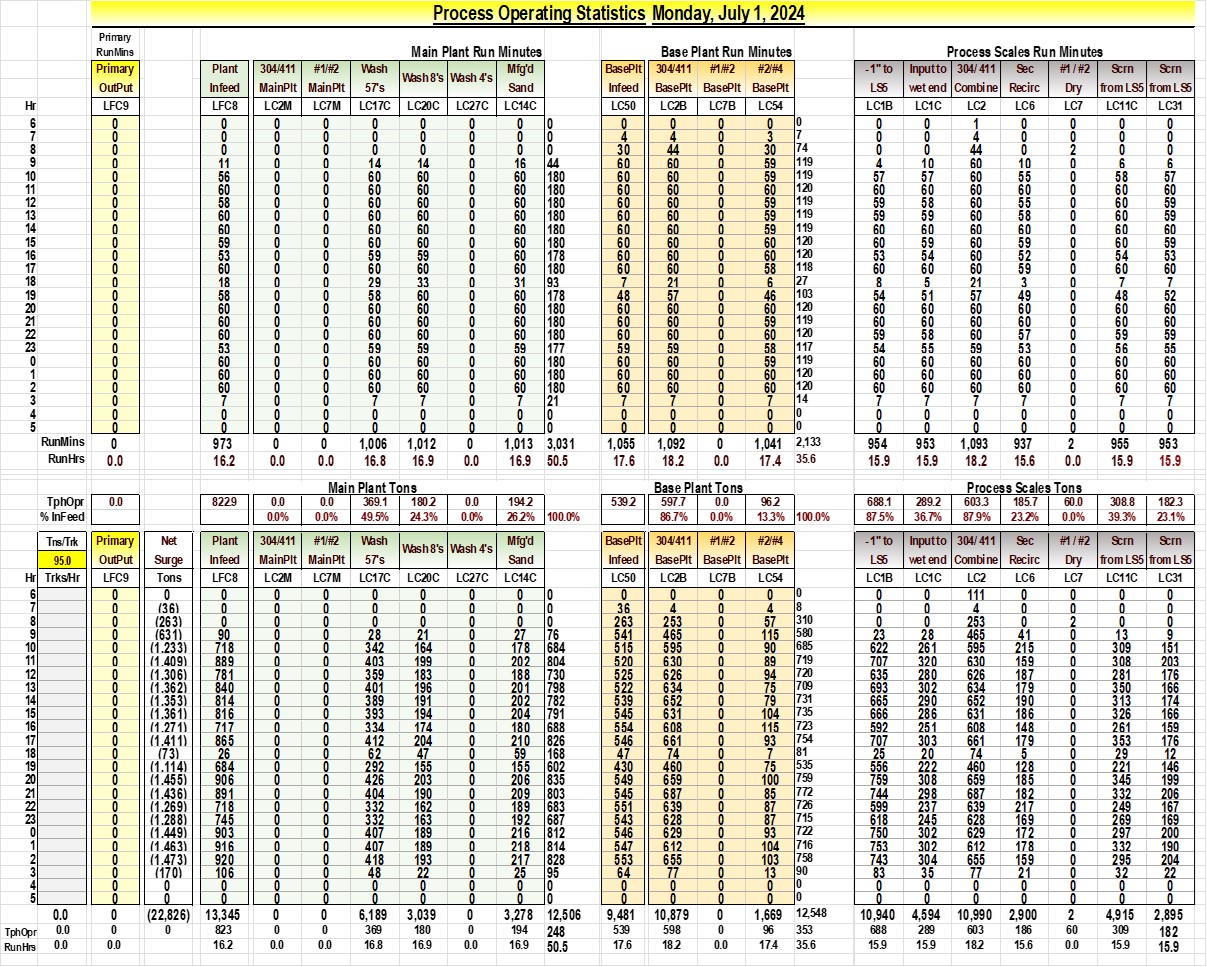 Process Operating Statistics Monday, July 1, 2024
Primary
RunMins Main Plant Run Minutes Base Plant Run Minutes Process Scales Run Minutes
Primary Plant 304/411 #1/#2 Wash Wash 8's Wash 4's Mfg'd BasePlt 304/411 #1/#2 #2/#4 -1" to Input to 304/ 411 Sec #1 / #2 Scrn Scrn
OutPut Infeed MainPlt MainPlt 57's Sand Infeed BasePlt BasePlt BasePlt LS5 wet end Combine Recirc Dry from LS5 from LS5
Hr LFC9 LFC8 LC2M LC7M LC17C LC20C LC27C LC14C LC50 LC2B LC7B LC54 LC1B LC1C LC2 LC6 LC7 LC11C LC31
6 0 0 0 0 0 0 0 0 0 0 0 0 0 0 0 0 1 0 0 0 0
7 0 0 0 0 0 0 0 0 0 4 4 0 3 7 0 0 4 0 0 0 0
8 0 0 0 0 0 0 0 0 0 30 44 0 30 74 0 0 44 0 2 0 0
9 0 11 0 0 14 14 0 16 44 60 60 0 59 119 4 10 60 10 0 6 6
10 0 56 0 0 60 60 0 60 180 60 60 0 59 119 57 57 60 55 0 58 57
11 0 60 0 0 60 60 0 60 180 60 60 0 60 120 60 60 60 60 0 60 60
12 0 58 0 0 60 60 0 60 180 60 60 0 59 119 59 58 60 55 0 60 59
13 0 60 0 0 60 60 0 60 180 60 60 0 59 119 59 59 60 58 0 60 59
14 0 60 0 0 60 60 0 60 180 60 60 0 59 119 60 60 60 60 0 60 60
15 0 59 0 0 60 60 0 60 180 60 60 0 60 120 60 59 60 59 0 60 59
16 0 53 0 0 59 59 0 60 178 60 60 0 60 120 53 54 60 52 0 54 53
17 0 60 0 0 60 60 0 60 180 60 60 0 58 118 60 60 60 59 0 60 60
18 0 18 0 0 29 33 0 31 93 7 21 0 6 27 8 5 21 3 0 7 7
19 0 58 0 0 58 60 0 60 178 48 57 0 46 103 54 51 57 49 0 48 52
20 0 60 0 0 60 60 0 60 180 60 60 0 60 120 60 60 60 60 0 60 60
21 0 60 0 0 60 60 0 60 180 60 60 0 59 119 60 60 60 60 0 60 60
22 0 60 0 0 60 60 0 60 180 60 60 0 60 120 59 58 60 57 0 59 59
23 0 53 0 0 59 59 0 59 177 59 59 0 58 117 54 55 59 53 0 56 55
0 0 60 0 0 60 60 0 60 180 60 60 0 59 119 60 60 60 60 0 60 60
1 0 60 0 0 60 60 0 60 180 60 60 0 60 120 60 60 60 60 0 60 60
2 0 60 0 0 60 60 0 60 180 60 60 0 60 120 60 60 60 60 0 60 60
3 0 7 0 0 7 7 0 7 21 7 7 0 7 14 7 7 7 7 0 7 7
4 0 0 0 0 0 0 0 0 0 0 0 0 0 0 0 0 0 0 0 0 0
5 0 0 0 0 0 0 0 0 0 0 0 0 0 0 0 0 0 0 0 0 0
RunMins 0 973 0 0 1,006 1,012 0 1,013 3,031 1,055 1,092 0 1,041 2,133 954 953 1,093 937 2 955 953
RunHrs 0.0 16.2 0.0 0.0 16.8 16.9 0.0 16.9 50.5 17.6 18.2 0.0 17.4 35.6 15.9 15.9 18.2 15.6 0.0 15.9 15.9
Main Plant Tons Base Plant Tons Process Scales Tons
TphOpr 0.0 822.9 0.0 0.0 369.1 180.2 0.0 194.2 539.2 597.7 0.0 96.2 688.1 289.2 603.3 185.7 60.0 308.8 182.3
% InFeed 0.0% 0.0% 49.5% 24.3% 0.0% 26.2% 100.0% 86.7% 0.0% 13.3% 100.0% 87.5% 36.7% 87.9% 23.2% 0.0% 39.3% 23.1%
Tns/Trk Primary Net Plant 304/411 #1/#2 Wash Wash 8's Wash 4's Mfg'd BasePlt 304/411 #1/#2 #2/#4 -1" to Input to 304/ 411 Sec #1 / #2 Scrn Scrn
95.0 OutPut Surge Infeed MainPlt MainPlt 57's Sand Infeed BasePlt BasePlt BasePlt LS5 wet end Combine Recirc Dry from LS5 from LS5
Hr Trks/Hr LFC9 Tons LFC8 LC2M LC7M LC17C LC20C LC27C LC14C LC50 LC2B LC7B LC54 LC1B LC1C LC2 LC6 LC7 LC11C LC31
6 0 0 0 0 0 0 0 0 0 0 0 0 0 0 0 0 0 111 0 0 0 0
7 0 (36) 0 0 0 0 0 0 0 0 36 4 0 4 8 0 0 4 0 0 0 0
8 0 (263) 0 0 0 0 0 0 0 0 263 253 0 57 310 0 0 253 0 2 0 0
9 0 (631) 90 0 0 28 21 0 27 76 541 465 0 115 580 23 28 465 41 0 13 9
10 0 (1,233) 718 0 0 342 164 0 178 684 515 595 0 90 685 622 261 595 215 0 309 151
11 0 (1,409) 889 0 0 403 199 0 202 804 520 630 0 89 719 707 320 630 159 0 308 203
12 0 (1,306) 781 0 0 359 183 0 188 730 525 626 0 94 720 635 280 626 187 0 281 176
13 0 (1,362) 840 0 0 401 196 0 201 798 522 634 0 75 709 693 302 634 179 0 350 166
14 0 (1,353) 814 0 0 389 191 0 202 782 539 652 0 79 731 665 290 652 190 0 313 174
15 0 (1,361) 816 0 0 393 194 0 204 791 545 631 0 104 735 666 286 631 186 0 326 166
16 0 (1,271) 717 0 0 334 174 0 180 688 554 608 0 115 723 592 251 608 148 0 261 159
17 0 (1,411) 865 0 0 412 204 0 210 826 546 661 0 93 754 707 303 661 179 0 353 176
18 0 (73) 26 0 0 62 47 0 59 168 47 74 0 7 81 25 20 74 5 0 29 12
19 0 (1,114) 684 0 0 292 155 0 155 602 430 460 0 75 535 556 222 460 128 0 221 146
20 0 (1,455) 906 0 0 426 203 0 206 835 549 659 0 100 759 759 308 659 185 0 345 199
21 0 (1,436) 891 0 0 404 190 0 209 803 545 687 0 85 772 744 298 687 182 0 332 206
22 0 (1,269) 718 0 0 332 162 0 189 683 551 639 0 87 726 599 237 639 217 0 249 167
23 0 (1,288) 745 0 0 332 163 0 192 687 543 628 0 87 715 618 245 628 169 0 269 169
0 0 (1,449) 903 0 0 407 189 0 216 812 546 629 0 93 722 750 302 629 172 0 297 200
1 0 (1,463) 916 0 0 407 189 0 218 814 547 612 0 104 716 753 302 612 178 0 332 190
2 0 (1,473) 920 0 0 418 193 0 217 828 553 655 0 103 758 743 304 655 159 0 295 204
3 0 (170) 106 0 0 48 22 0 25 95 64 77 0 13 90 83 35 77 21 0 32 22
4 0 0 0 0 0 0 0 0 0 0 0 0 0 0 0 0 0 0 0 0 0 0
5 0 0 0 0 0 0 0 0 0 0 0 0 0 0 0 0 0 0 0 0 0 0
0.0 0 (22,826) 13,345 0 0 6,189 3,039 0 3,278 12,506 9,481 10,879 0 1,669 12,548 10,940 4,594 10,990 2,900 2 4,915 2,895
TphOpr 0.0 0 0 823 0 0 369 180 0 194 248 539 598 0 96 353 688 289 603 186 60 309 182
RunHrs 0.0 0.0 16.2 0.0 0.0 16.8 16.9 0.0 16.9 50.5 17.6 18.2 0.0 17.4 35.6 15.9 15.9 18.2 15.6 0.0 15.9 15.9